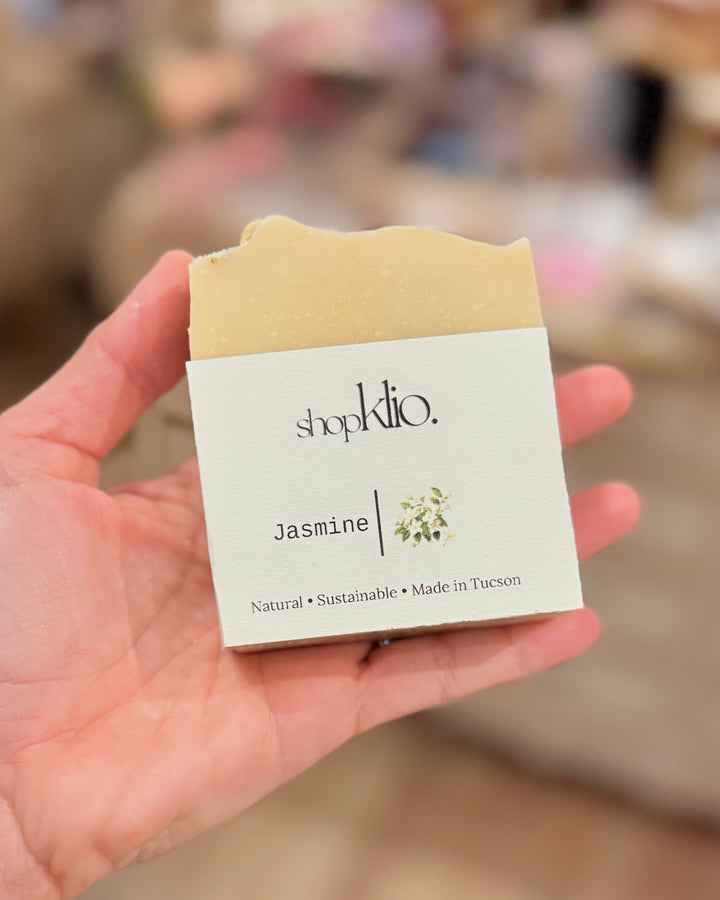 shopklio.
Jasmine
Natural • Sustainable • Made in Tucson